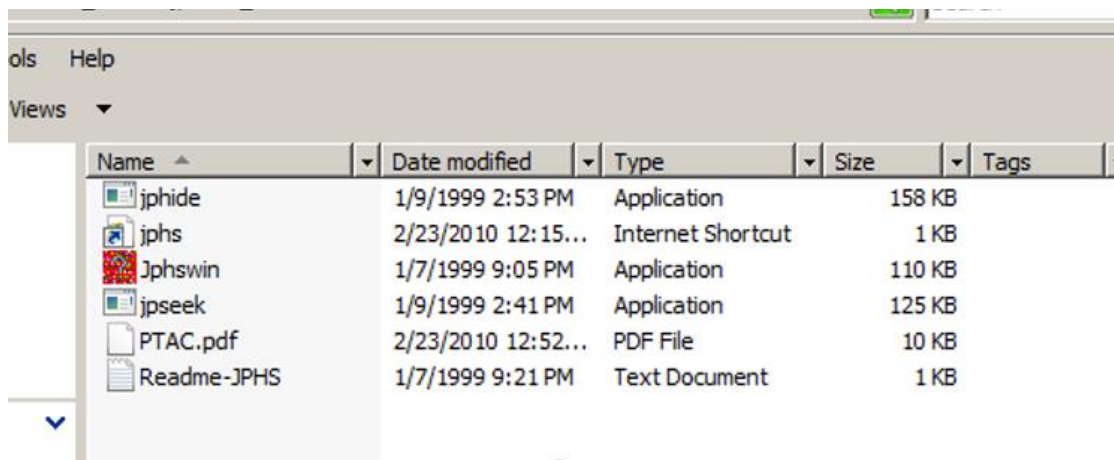 ols Help
Views
Name Date modified Type Size Tags
jphide 1/9/1999 2:53 PM Application 158 KB
jphs 2/23/2010 12:15... Internet Shortcut 1 KB
Jphswin 1/7/1999 9:05 PM Application 110 KB
jpseek 1/9/1999 2:41 PM Application 125 KB
PTAC.pdf 2/23/2010 12:52... PDF File 10 KB
Readme-JPHS 1/7/1999 9:21 PM Text Document 1 KB